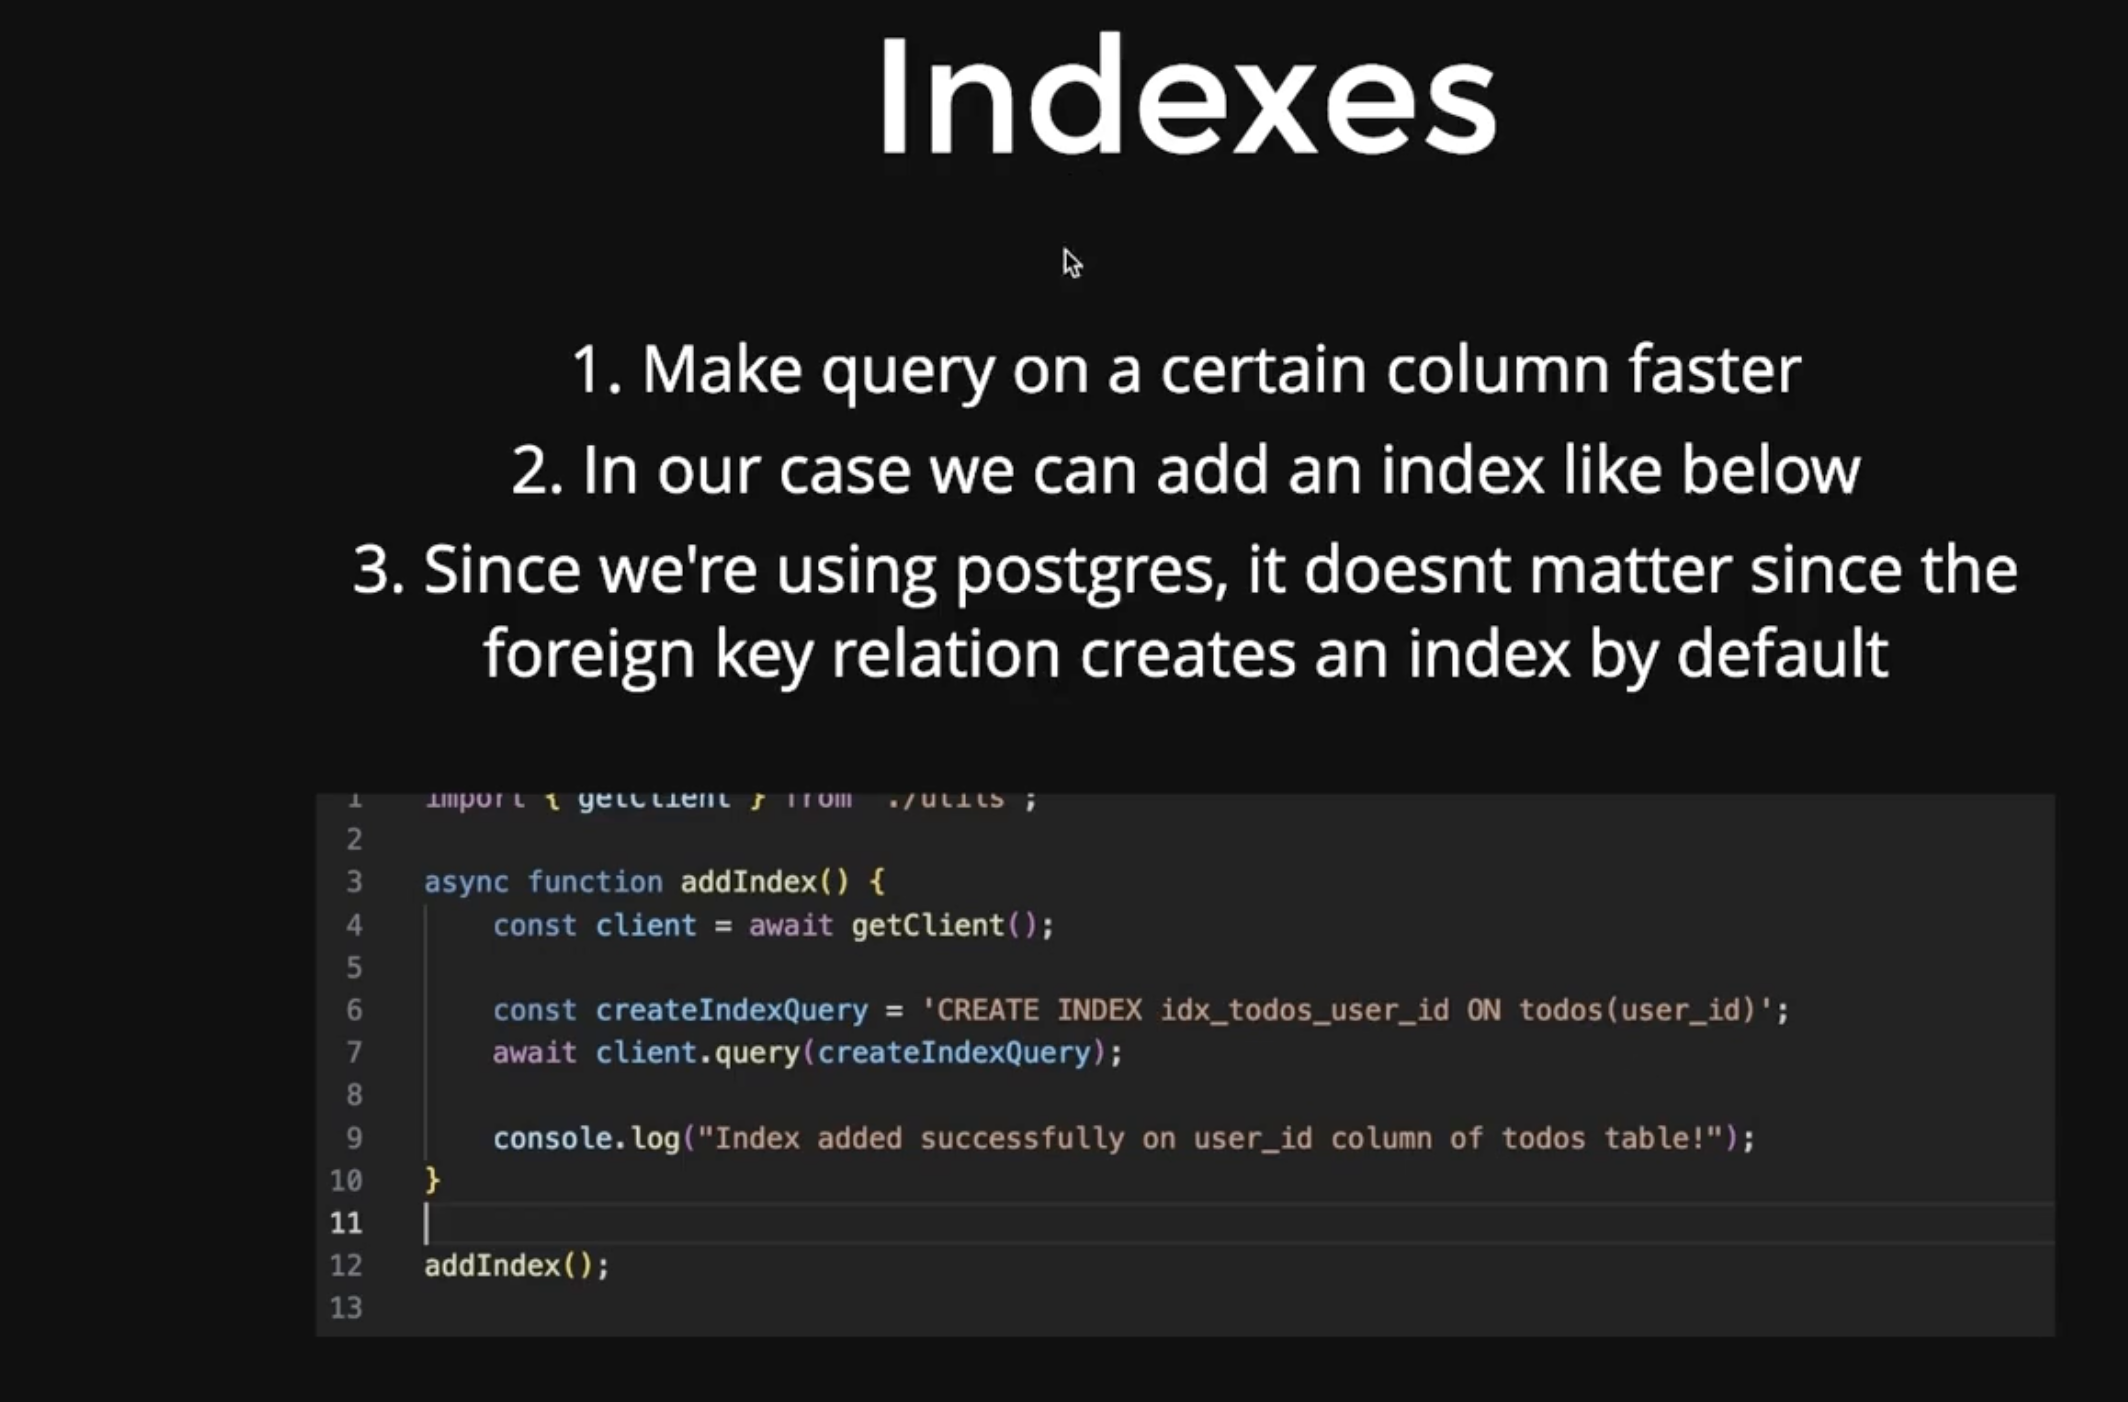 Indexes
1. Make query on a certain column faster
2. In our case we can add an index like below
3. Since we're using postgres, it doesnt matter since the
foreign key relation creates an index by default
1 import { getClient } from './utils';
2
3 async function addIndex() {
4 const client = await getClient();
5
6 const createIndexQuery = 'CREATE INDEX idx_todos_user_id ON todos(user_id)';
7 await client.query(createIndexQuery);
8
9 console.log("Index added successfully on user_id column of todos table!");
10 }
11
12 addIndex();
13